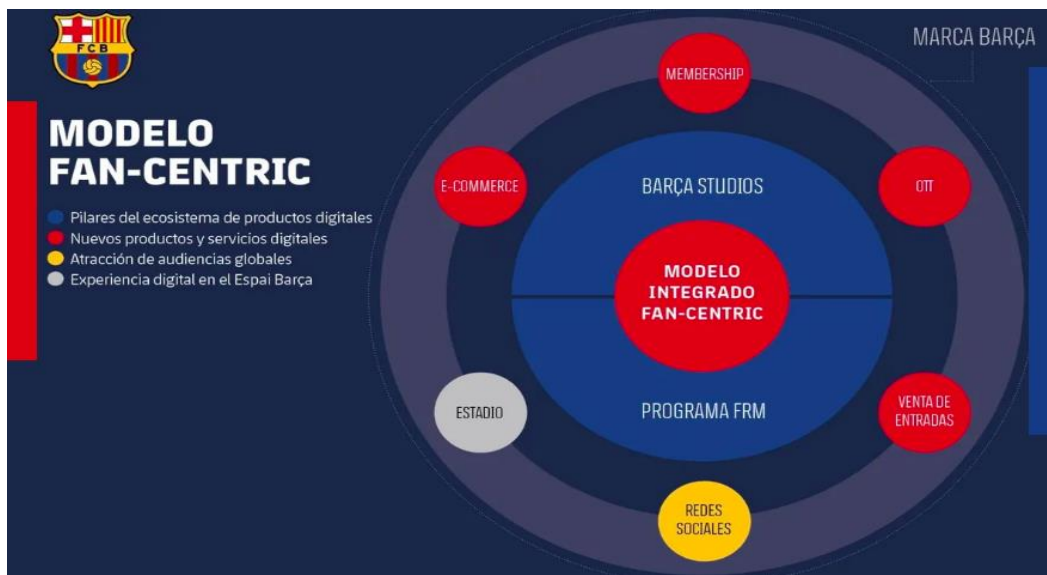 FCB
MARCA BARÇA
MODELO
FAN-CENTRIC
Pilares del ecosistema de productos digitales
Nuevos productos y servicios digitales
Atracción de audiencias globales
Experiencia digital en el Espai Barça
MEMBERSHIP
E-COMMERCE
BARÇA STUDIOS
OTT
MODELO
INTEGRADO
FAN-CENTRIC
ESTADIO
PROGRAMA FRM
VENTA DE
ENTRADAS
REDES
SOCIALES